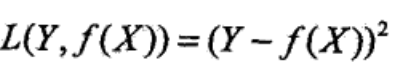 L(Y, f(X)) = (Y − f(X))²